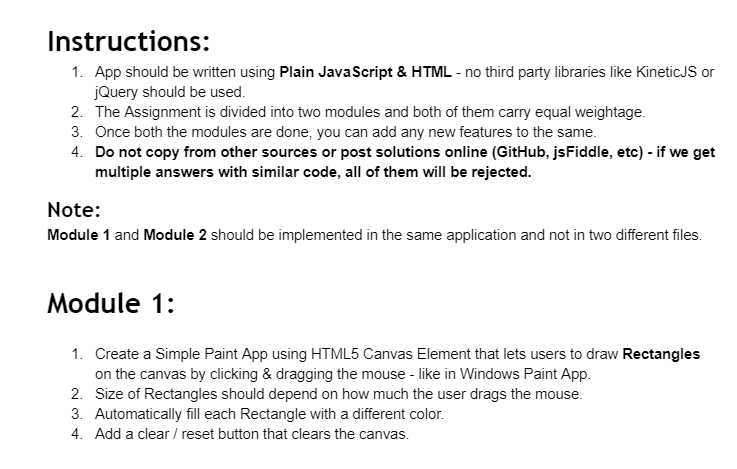 Instructions:
1. App should be written using Plain JavaScript & HTML - no third party libraries like KineticJS or
jQuery should be used.
2. The Assignment is divided into two modules and both of them carry equal weightage.
3. Once both the modules are done, you can add any new features to the same.
4. Do not copy from other sources or post solutions online (GitHub, jsFiddle, etc) - if we get
multiple answers with similar code, all of them will be rejected.
Note:
Module 1 and Module 2 should be implemented in the same application and not in two different files.
Module 1:
1. Create a Simple Paint App using HTML5 Canvas Element that lets users to draw Rectangles
on the canvas by clicking & dragging the mouse - like in Windows Paint App.
2. Size of Rectangles should depend on how much the user drags the mouse.
3. Automatically fill each Rectangle with a different color.
4. Add a clear / reset button that clears the canvas.